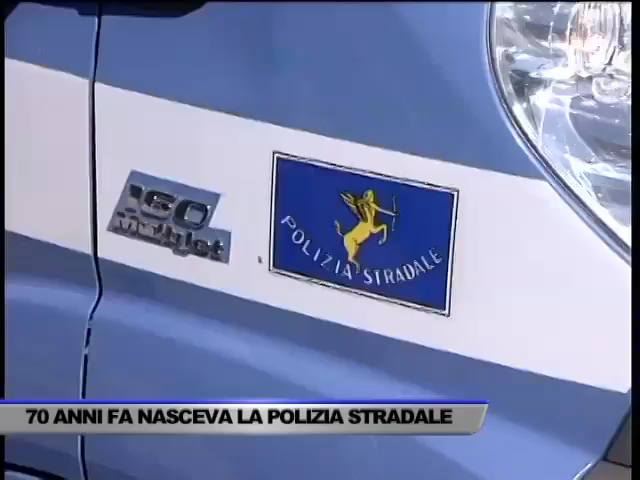 160
Multijet
POLIZIA STRADALE
70 ANNI FA NASCEVA LA POLIZIA STRADALE